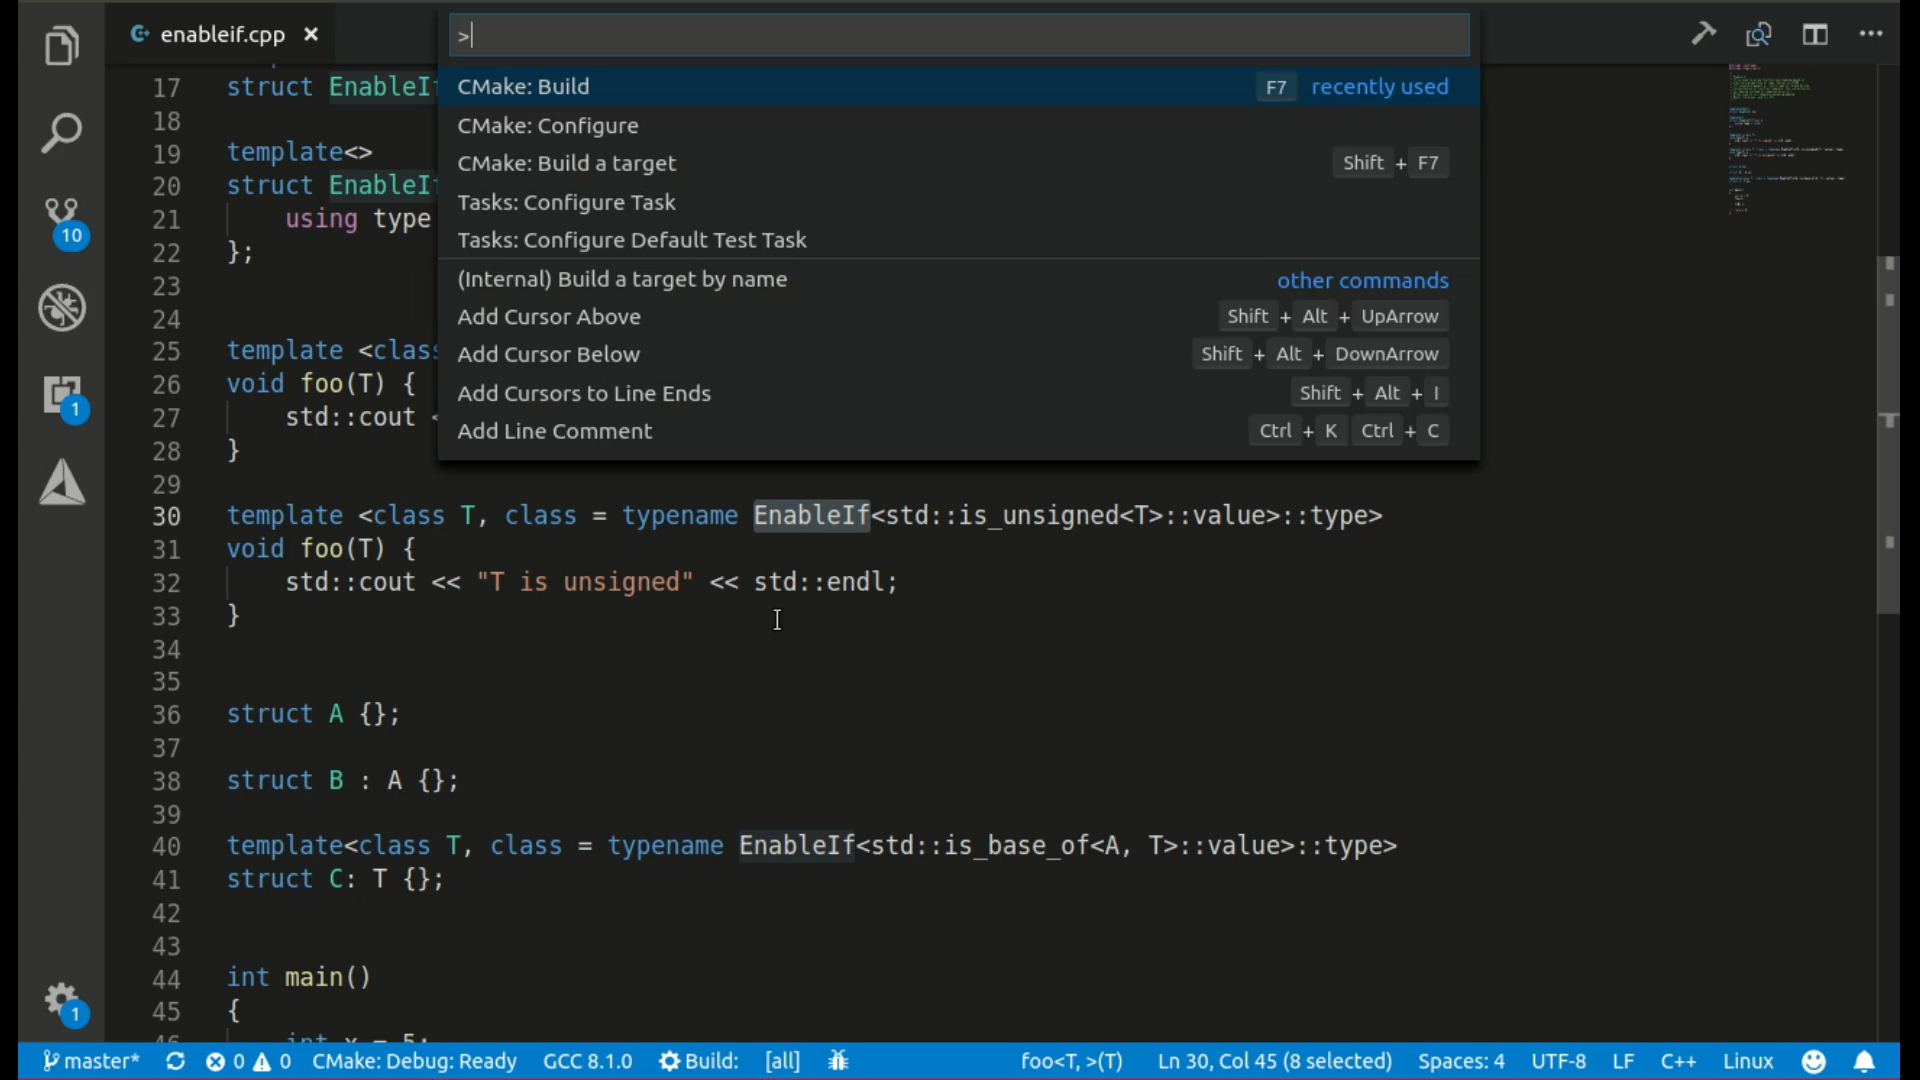 enableif.cpp
>
CMake: Build F7 recently used
CMake: Configure
CMake: Build a target Shift + F7
Tasks: Configure Task
Tasks: Configure Default Test Task
(Internal) Build a target by name other commands
Add Cursor Above Shift + Alt + UpArrow
Add Cursor Below Shift + Alt + DownArrow
Add Cursors to Line Ends Shift + Alt + I
Add Line Comment Ctrl + K Ctrl + C
17 struct EnableIf
18
19 template<>
20 struct EnableIf
21 using type
22 };
23
24
25 template <class
26 void foo(T) {
27 std::cout <
28 }
29
30 template <class T, class = typename EnableIf<std::is_unsigned<T>::value>::type>
31 void foo(T) {
32 std::cout << "T is unsigned" << std::endl;
33 }
34
35
36 struct A {};
37
38 struct B : A {};
39
40 template<class T, class = typename EnableIf<std::is_base_of<A, T>::value>::type>
41 struct C: T {};
42
43
44 int main()
45 {
46 int x = 5;
10
1
1
master* 0 0 CMake: Debug: Ready GCC 8.1.0 Build: [all] foo<T, >(T) Ln 30, Col 45 (8 selected) Spaces: 4 UTF-8 LF C++ Linux